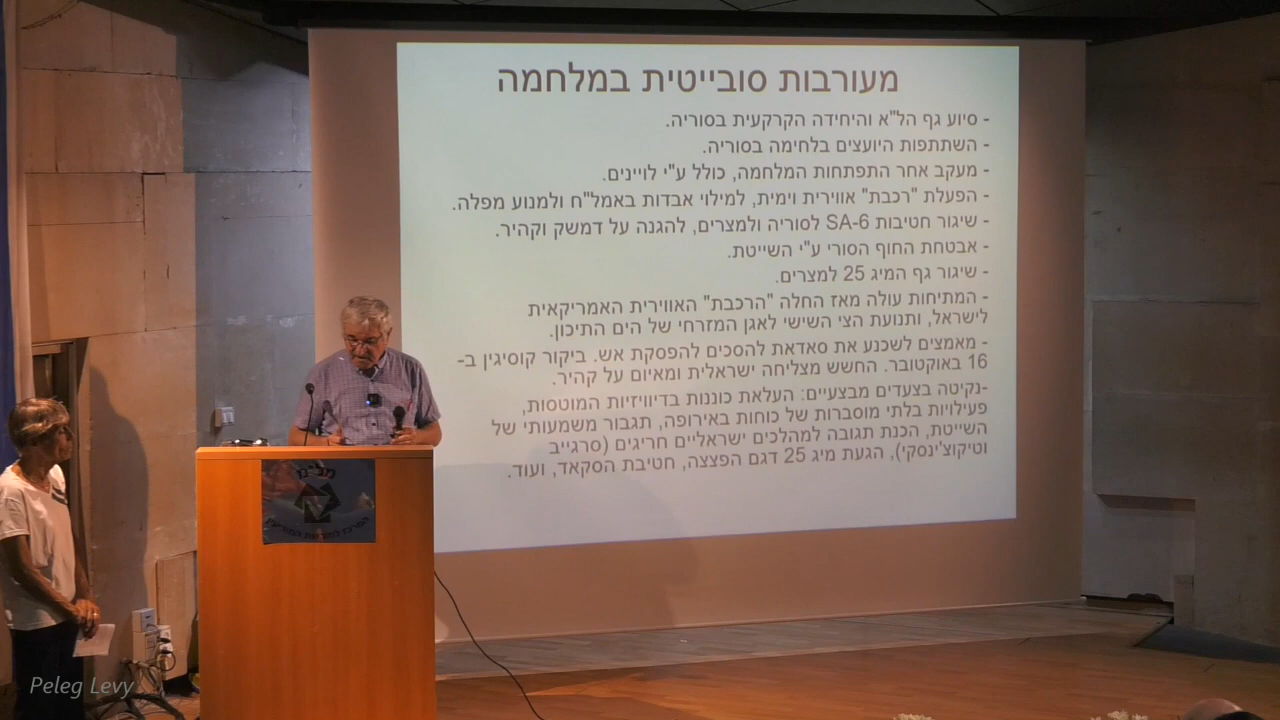 מעורבות סובייטית במלחמה
- סיוע גף הל"א והיחידה הקרקעית בסוריה.
- השתתפות היועצים בלחימה בסוריה.
- מעקב אחר התפתחות המלחמה, כולל ע"י לויינים.
- הפעלת "רכבת" אווירית וימית, למילוי אבדות באמל"ח ולמנוע מפלה.
- שיגור חטיבות SA-6 לסוריה ולמצרים, להגנה על דמשק וקהיר.
- אבטחת החוף הסורי ע"י השייטת.
- שיגור גף המיג 25 למצרים.
- המתיחות עולה מאז החלה "הרכבת" האווירית האמריקאית
לישראל, ותנועת הצי השישי לאגן המזרחי של הים התיכון.
- מאמצים לשכנע את סאדאת להסכים להפסקת אש. ביקור קוסיגין ב-
16 באוקטובר. החשש מצליחה ישראלית ומאיום על קהיר.
-נקיטה בצעדים מבצעיים: העלאת כוננות בדיוויזיות המוטסות,
פעילויות בלתי מוסברות של כוחות באירופה, תגבור משמעותי של
השייטת, הכנת תגובה למהלכים ישראליים חריגים (סרגייב
וטיקוצ'ינסקי), הגעת מיג 25 דגם הפצצה, חטיבת הסקאד, ועוד.
המרכז למורשת המודיעין
Peleg Levy